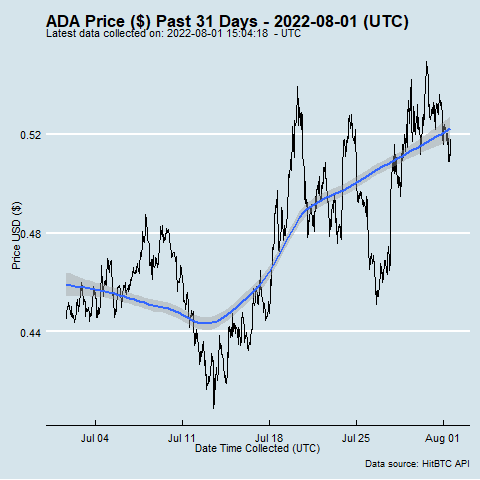 ADA Price ($) Past 31 Days - 2022-08-01 (UTC)
Latest data collected on: 2022-08-01 15:04:18 - UTC
0.52
0.48
0.44
Price USD ($)
Jul 04
Jul 11
Jul 18
Jul 25
Aug 01
Date Time Collected (UTC)
Data source: HitBTC API